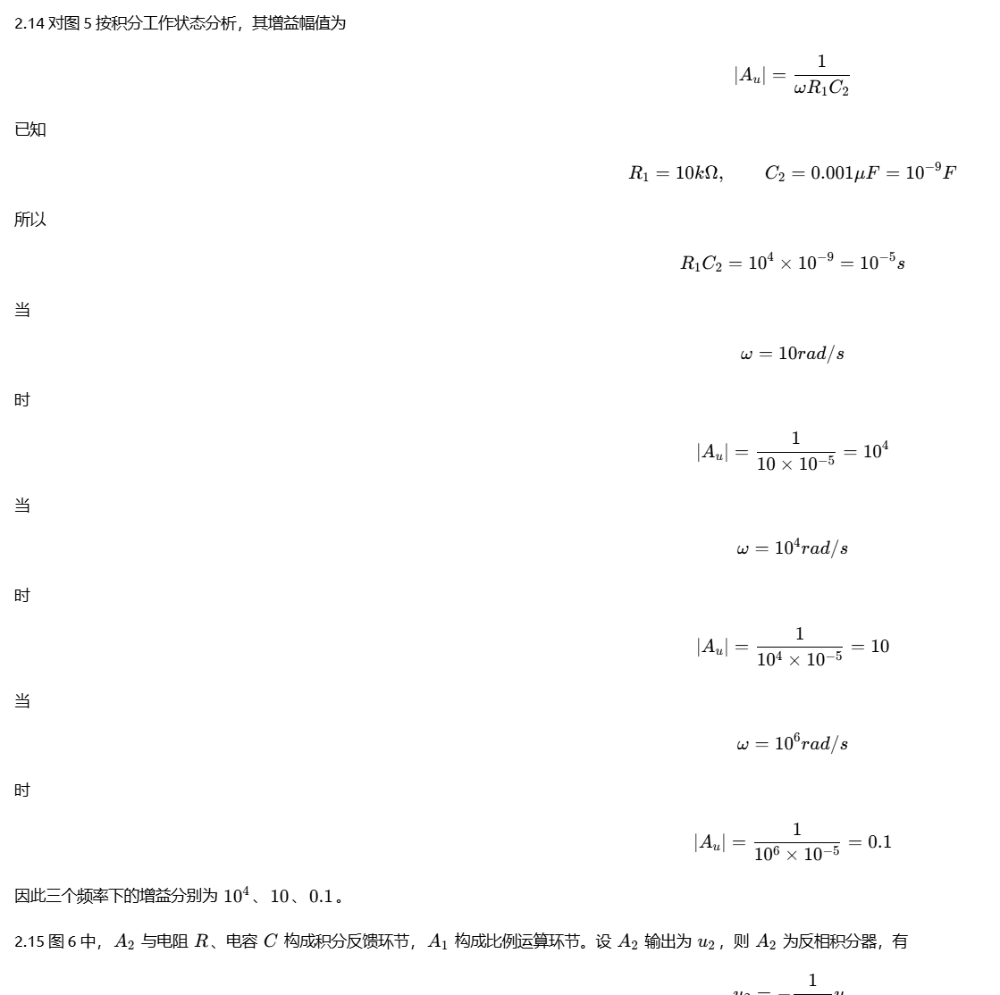 2.14 对图 5 按积分工作状态分析，其增益幅值为
|A_u| = \frac{1}{\omega R_1 C_2}
已知
R_1 = 10k\Omega, \qquad C_2 = 0.001\mu F = 10^{-9} F
所以
R_1 C_2 = 10^4 \times 10^{-9} = 10^{-5} s
当
\omega = 10rad/s
时
|A_u| = \frac{1}{10 \times 10^{-5}} = 10^4
当
\omega = 10^4 rad/s
时
|A_u| = \frac{1}{10^4 \times 10^{-5}} = 10
当
\omega = 10^6 rad/s
时
|A_u| = \frac{1}{10^6 \times 10^{-5}} = 0.1
因此三个频率下的增益分别为 10^4、10、0.1。
2.15 图 6 中，A_2 与电阻 R、电容 C 构成积分反馈环节，A_1 构成比例运算环节。设 A_2 输出为 u_2，则 A_2 为反相积分器，有